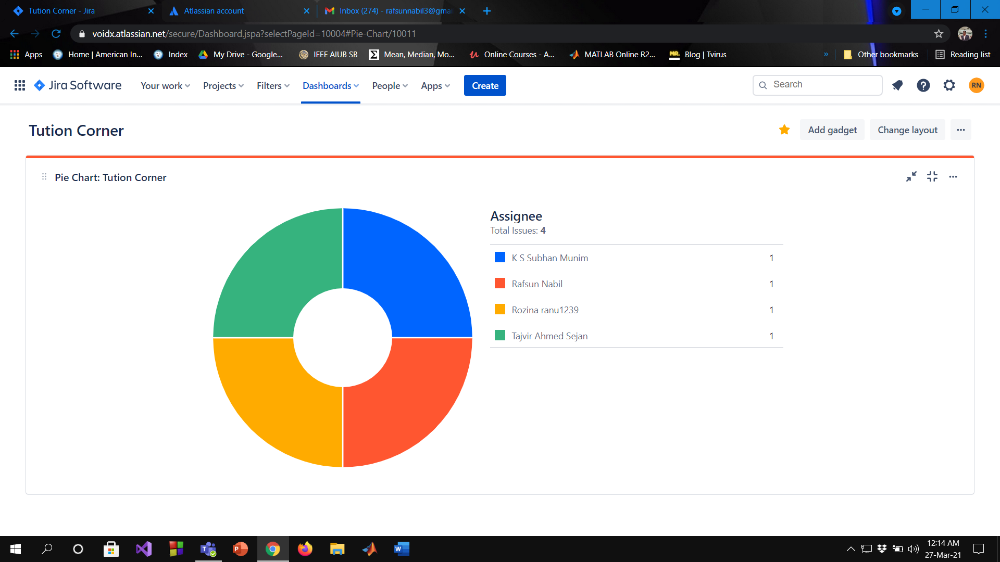 Tution Corner - Jira
Atlassian account
Inbox (274) - rafsunnabil3@gmai
voidx.atlassian.net/secure/Dashboard.jspa?selectPageId=10004#Pie-Chart/10011
Apps
Home | American In...
Index
My Drive - Google...
IEEE AIUB SB
Mean, Median, Mo...
Online Courses - A...
MATLAB Online R2...
MR.
Blog | Tvirus
»
Other bookmarks
Reading list
Jira Software
Your work
Projects
Filters
Dashboards
People
Apps
Create
Search
RN
Tution Corner
Add gadget
Change layout
Pie Chart: Tution Corner
Assignee
Total Issues: 4
K S Subhan Munim 1
Rafsun Nabil 1
Rozina ranu1239 1
Tajvir Ahmed Sejan 1
12:14 AM
27-Mar-21